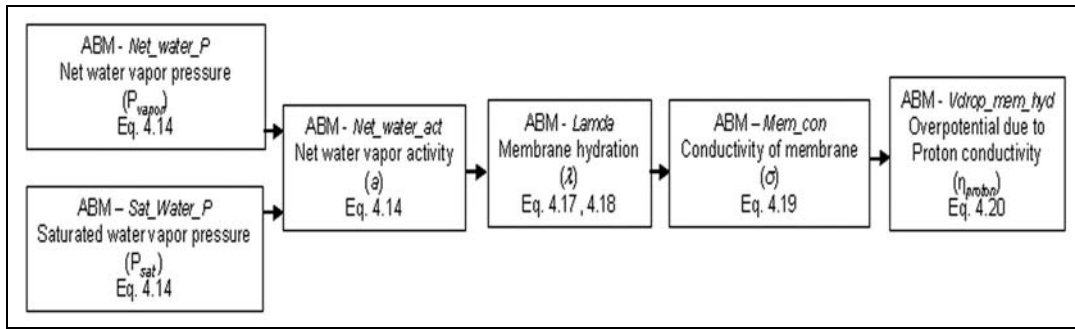 ABM - Net_water_P
Net water vapor pressure
(Pvapor)
Eq. 4.14
ABM – Sat_Water_P
Saturated water vapor pressure
(Psat)
Eq. 4.14
ABM - Net_water_act
Net water vapor activity
(a)
Eq. 4.14
ABM - Lamda
Membrane hydration
(λ)
Eq. 4.17 , 4.18
ABM – Mem_con
Conductivity of membrane
(σ)
Eq. 4.19
ABM - Vdrop_mem_hyd
Overpotential due to
Proton conductivity
(ηproton)
Eq. 4.20